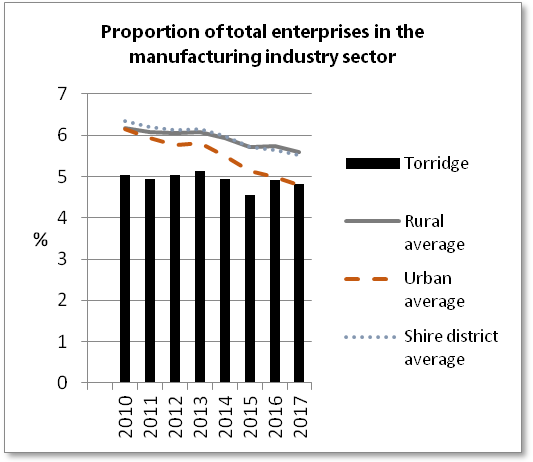 Proportion of total enterprises in the
manufacturing industry sector
7
6
5
4
3
2
1
0
%
2010
2011
2012
2013
2014
2015
2016
2017
Torridge
Rural
average
Urban
average
Shire district
average